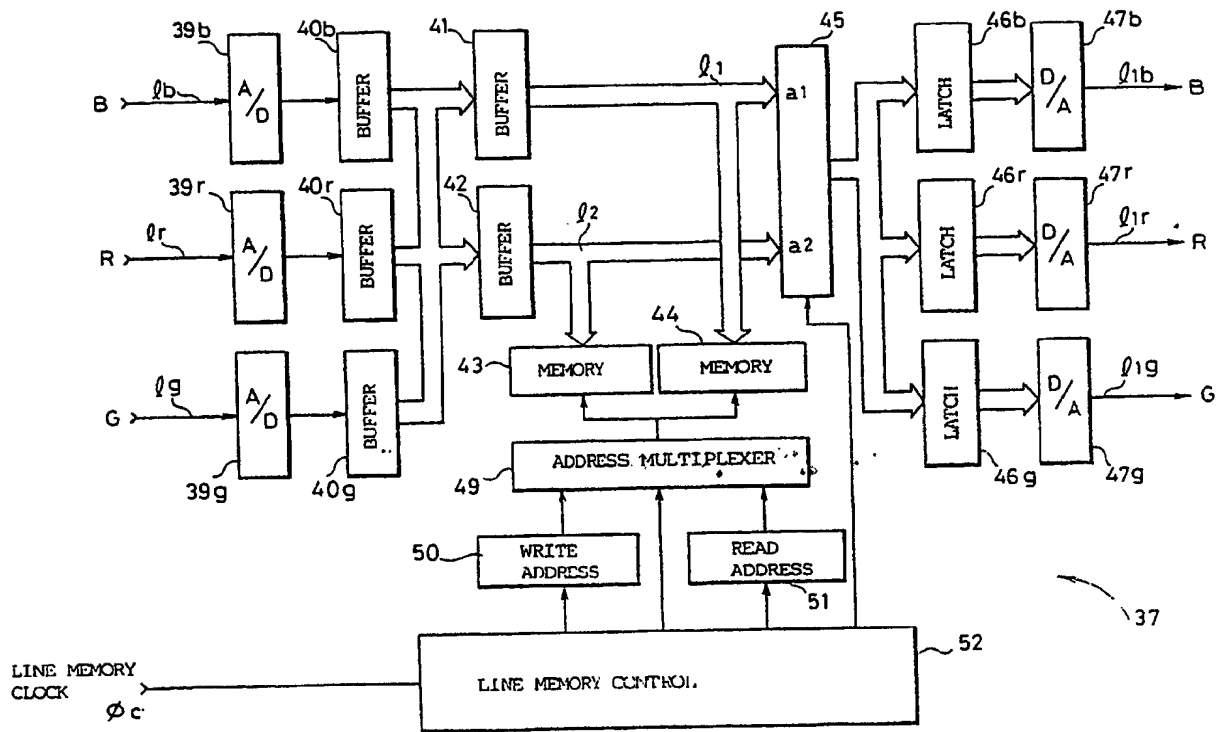 39b 40b 41 45 46b 47b
B lb A/D BUFFER BUFFER l1 a1 LATCH D/A l1b B
39r 40r 42 46r 47r
R lr A/D BUFFER BUFFER l2 a2 LATCH D/A l1r R
44
43 MEMORY MEMORY
G lg A/D BUFFER LATCH D/A l1g G
39g 40g 49 ADDRESS MULTIPLEXER 46g 47g
50 WRITE ADDRESS READ ADDRESS 51
37
52
LINE MEMORY CLOCK
φc
LINE MEMORY CONTROL